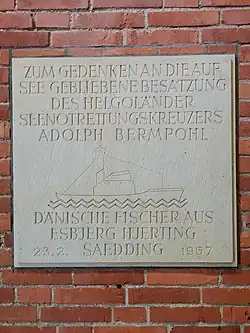 ZUM GEDENKEN AN DIE AUF
SEE GEBLIEBENE BESATZUNG
DES HELGOLÄNDER
SEENOTRETTUNGSKREUZERS
ADOLPH BERMPOHL
DÄNISCHE FISCHER AUS
ESBJERG HJERTING
23.2. SAEDDING 1967